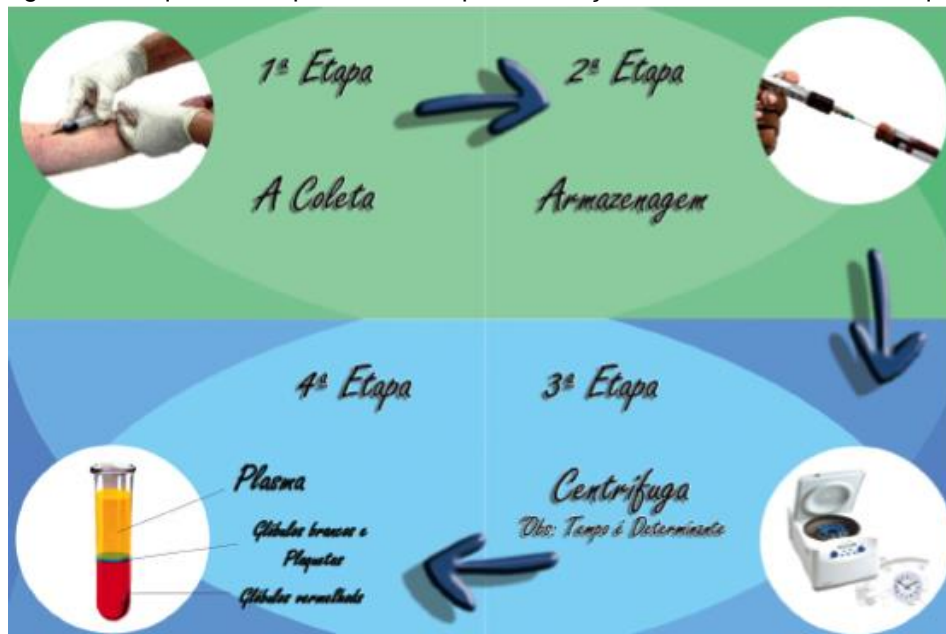 1ª Etapa
2ª Etapa
A Coleta
Armazenagem
3ª Etapa
Centrífuga
Obs: Tempo é Determinante
4ª Etapa
Plasma
Glóbulos brancos e
Plaquetas
Glóbulos vermelhods